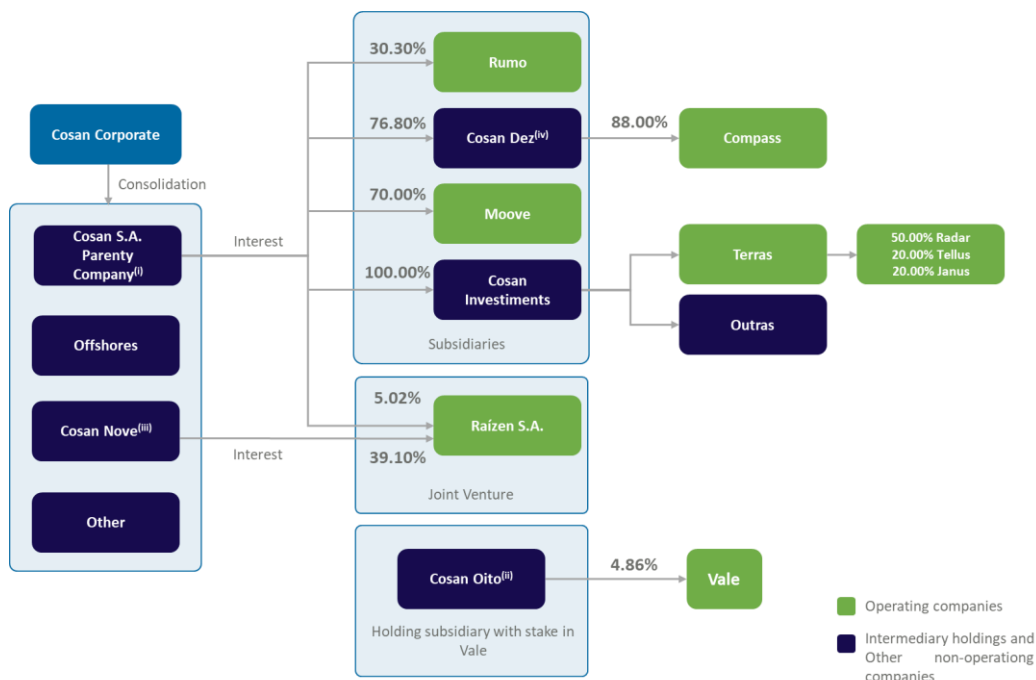 Cosan Corporate
Consolidation
Cosan S.A.
Parenty
Company(i)
Offshores
Cosan Nove(iii)
Other
Interest
Interest
30.30%
Rumo
76.80%
Cosan Dez(iv)
88.00%
Compass
70.00%
Moove
100.00%
Cosan
Investiments
Terras
50.00% Radar
20.00% Tellus
20.00% Janus
Outras
Subsidiaries
5.02%
Raízen S.A.
39.10%
Joint Venture
Cosan Oito(ii)
4.86%
Vale
Holding subsidiary with stake in
Vale
Operating companies
Intermediary holdings and
Other non-operationg
companies